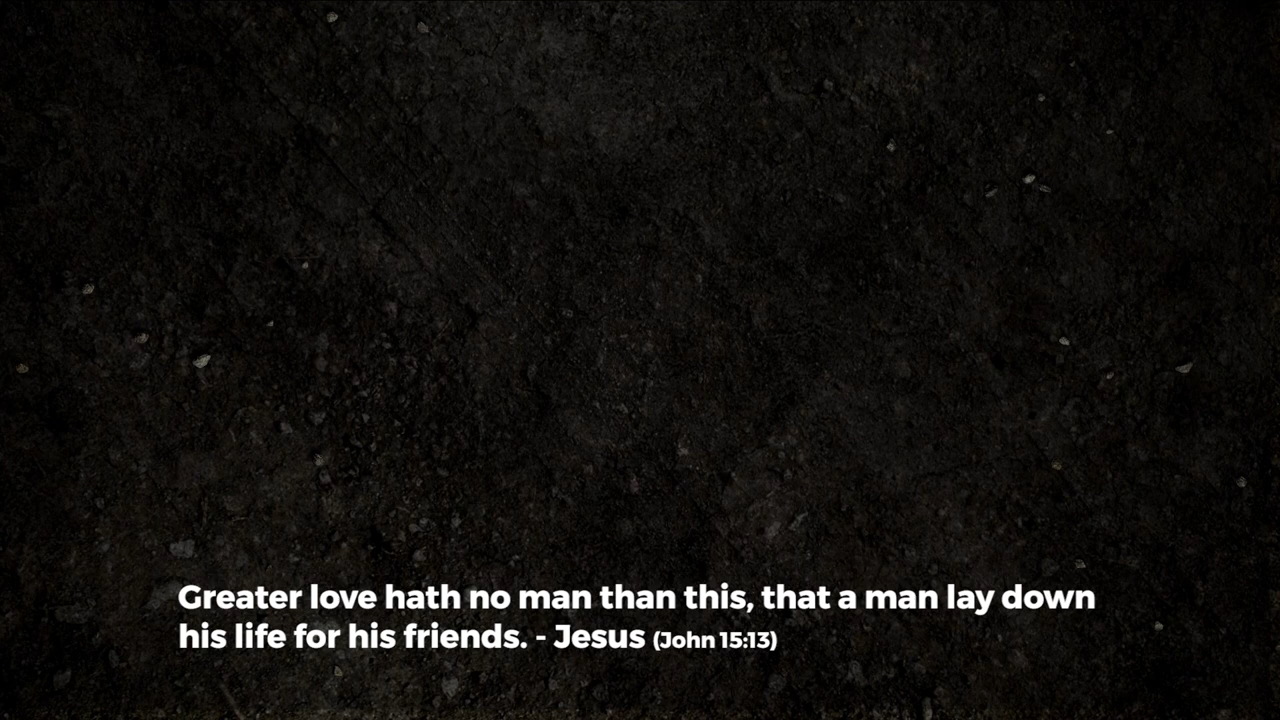 Greater love hath no man than this, that a man lay down
his life for his friends. - Jesus (John 15:13)